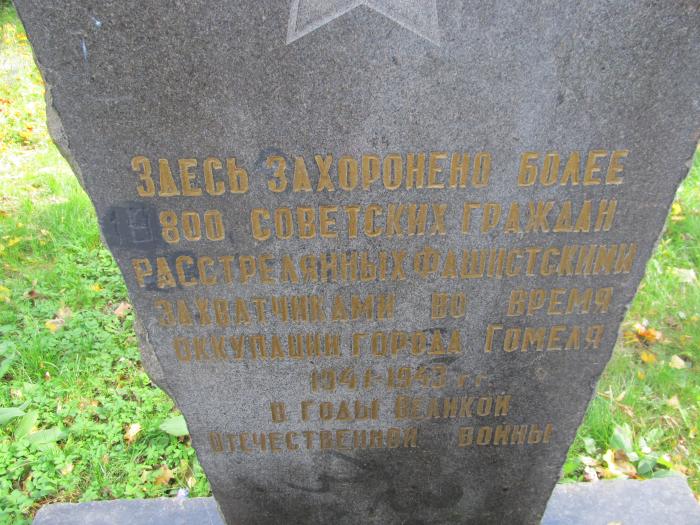 ЗДЕСЬ ЗАХОРОНЕНО БОЛЕЕ
800 СОВЕТСКИХ ГРАЖДАН
РАССТРЕЛЯННЫХ ФАШИСТСКИМИ
ЗАХВАТЧИКАМИ ВО ВРЕМЯ
ОККУПАЦИИ ГОРОДА ГОМЕЛЯ
1941-1943 гг.
В ГОДЫ ВЕЛИКОЙ
ОТЕЧЕСТВЕННОЙ ВОЙНЫ